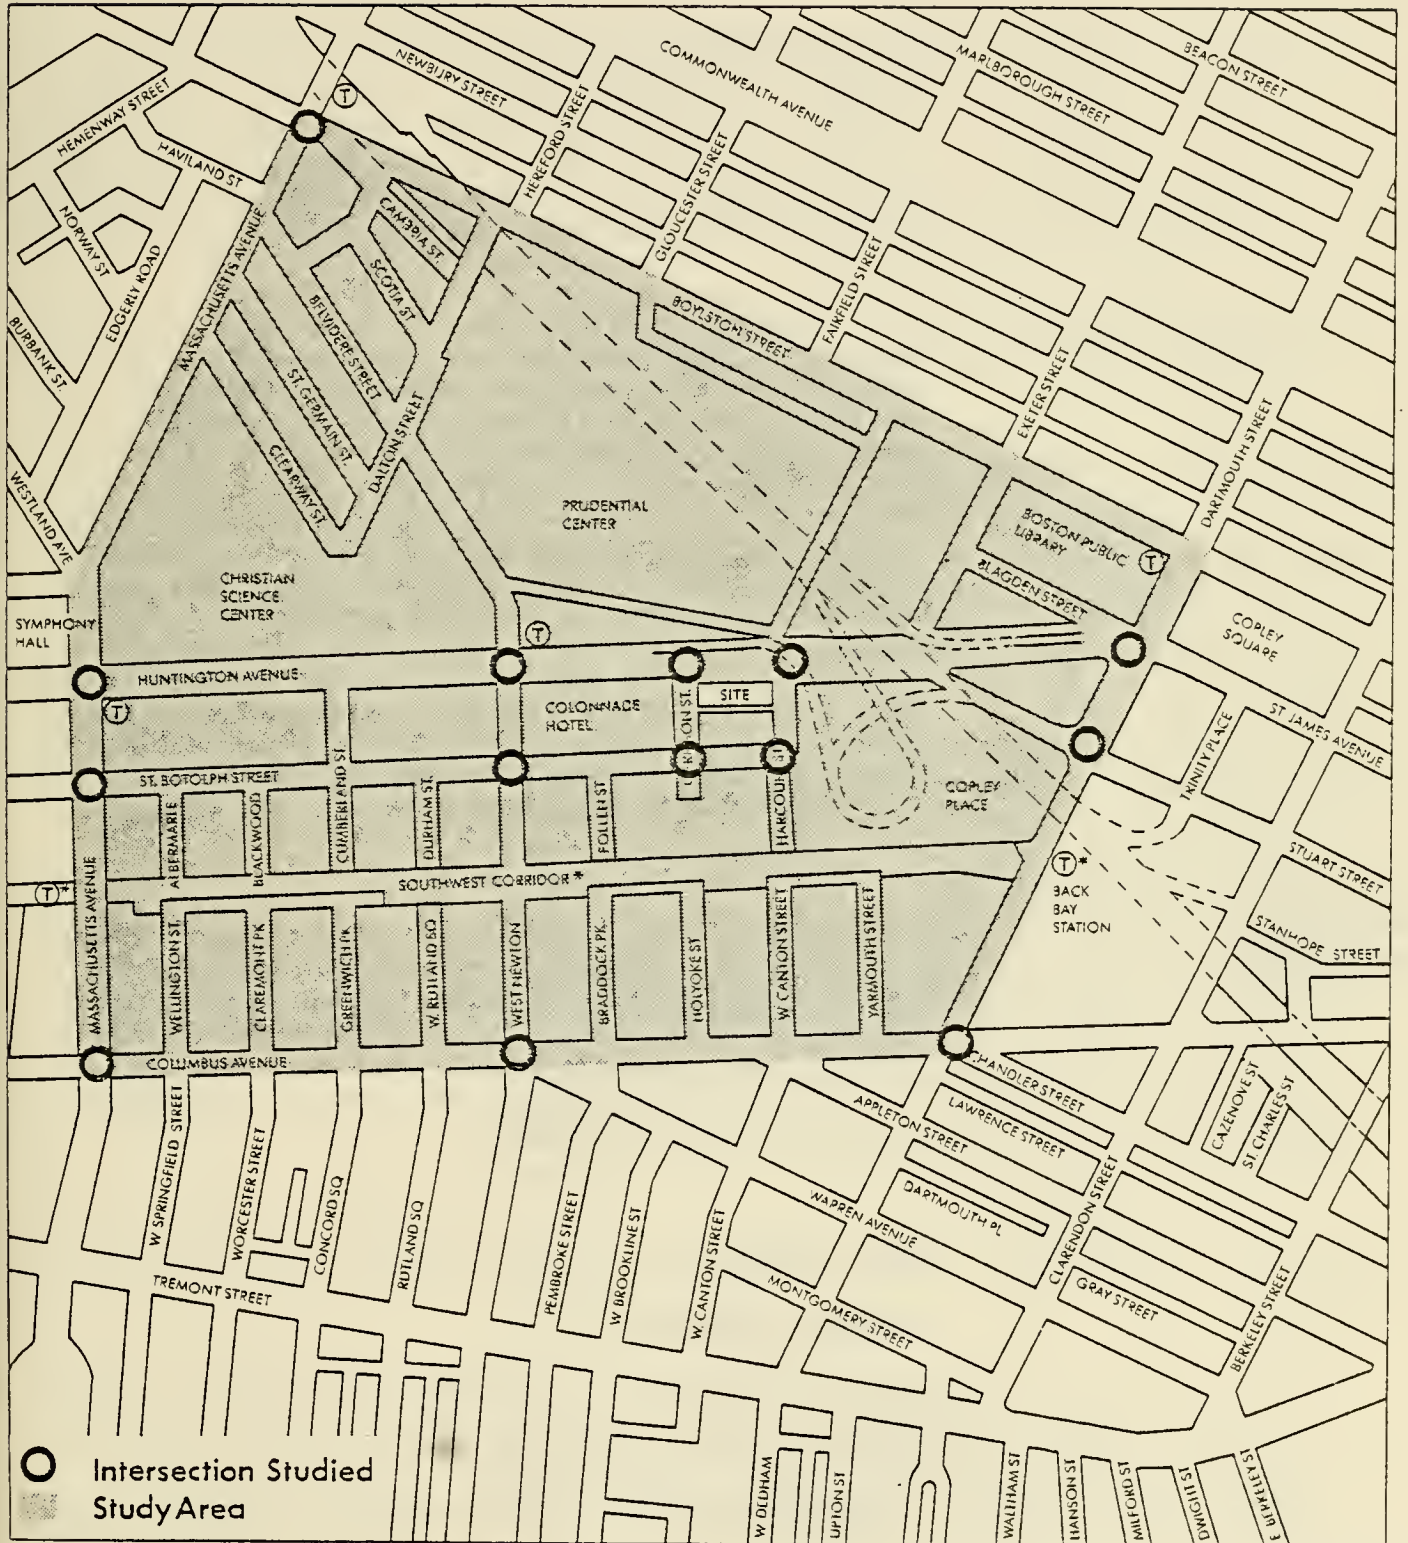 BEACON STREET
MARLBOROUGH STREET
COMMONWEALTH AVENUE
NEWBURY STREET
T
HEMENWAY STREET
HAVILAND ST
HEREFORD STREET
GLOUCESTER STREET
CAMBRIA ST.
NORWAY ST
EDGERLY ROAD
MASSACHUSETTS AVENUE
SCOTIA ST.
BELVIDERE STREET
FAIRFIELD STREET
BOYLSTON STREET
BURBANK ST.
ST. GERMAIN ST.
EXETER STREET
DARTMOUTH STREET
CLEARWAY ST.
DALTON STREET
WESTLAND AVE
PRUDENTIAL
CENTER
BOSTON PUBLIC
LIBRARY
T
BLAGDEN STREET
CHRISTIAN
SCIENCE
CENTER
SYMPHONY
HALL
T
COPLEY
SQUARE
HUNTINGTON AVENUE
T
SITE
COLONNADE
HOTEL
ST JAMES AVENUE
TRINITY PLACE
ST. BOTOLPH STREET
COPLEY
PLACE
ALBERMARLE
BLACKWOOD
CUMBERLAND ST.
DURHAM ST.
FOLLEN ST
STUART STREET
T*
SOUTHWEST CORRIDOR *
T*
BACK
BAY
STATION
STANHOPE STREET
MASSACHUSETTS AVENUE
WELLINGTON ST.
CLAREMONT PK
GREENWICH PK
W. RUTLAND SQ
WEST NEWTON
BRADDOCK PK.
HOLYOKE ST
W CANTON STREET
YARMOUTH STREET
COLUMBUS AVENUE
CHANDLER STREET
LAWRENCE STREET
APPLETON STREET
CAZENOVE ST
ST. CHARLES ST
W SPRINGFIELD STREET
WORCESTER STREET
CONCORD SQ
RUTLAND SQ
PEMBROKE STREET
W BROOKLINE ST
W. CANTON STREET
WARREN AVENUE
DARTMOUTH PL
CLARENDON STREET
TREMONT STREET
MONTGOMERY STREET
GRAY STREET
BERKELEY STREET
W DEDHAM
UPTON ST
WALTHAM ST
HANSON ST
MILFORD ST
DWIGHT ST
E BERKELEY ST
Intersection Studied
Study Area